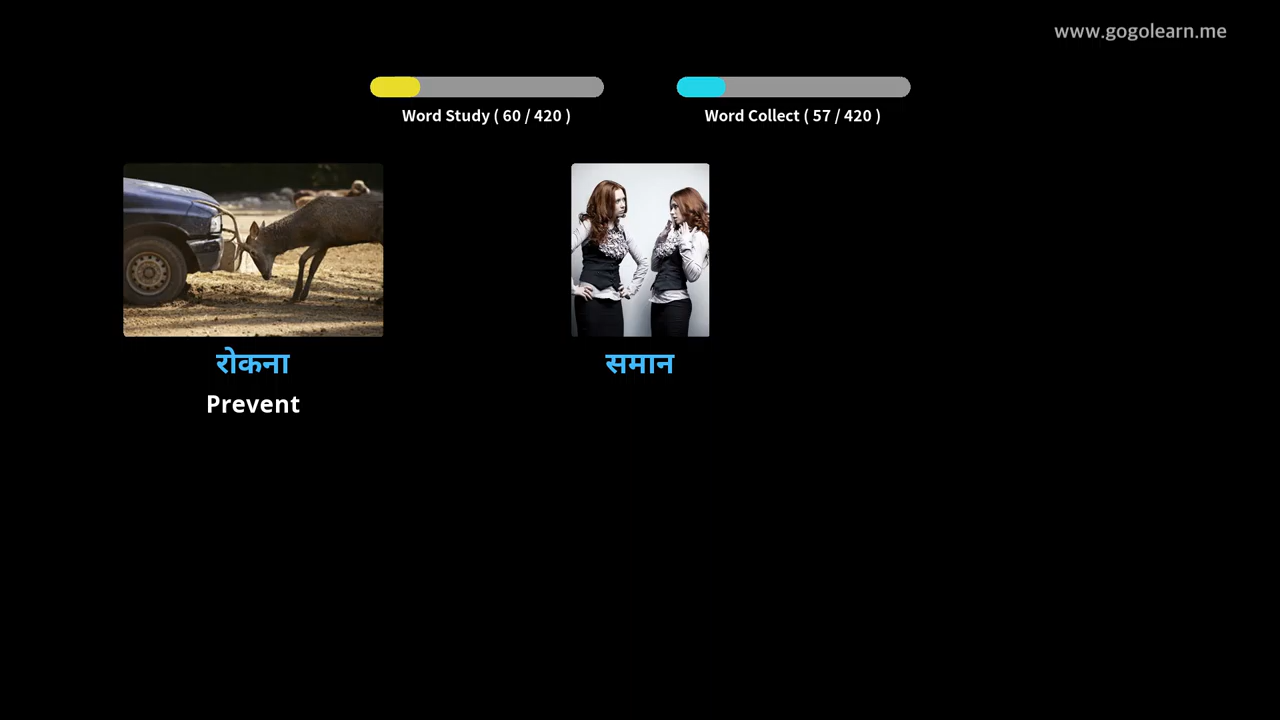 www.gogolearn.me
Word Study ( 60 / 420 )
Word Collect ( 57 / 420 )
रोकना
Prevent
समान